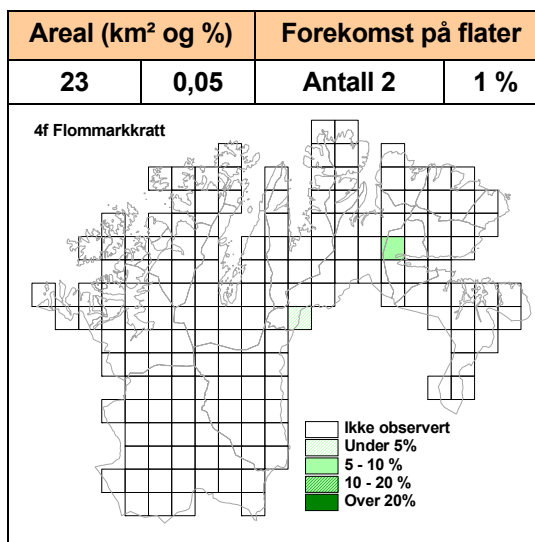 Areal (km² og %) Forekomst på flater
23 0,05 Antall 2 1 %
4f Flommarkkratt
Ikke observert
Under 5%
5 - 10 %
10 - 20 %
Over 20%